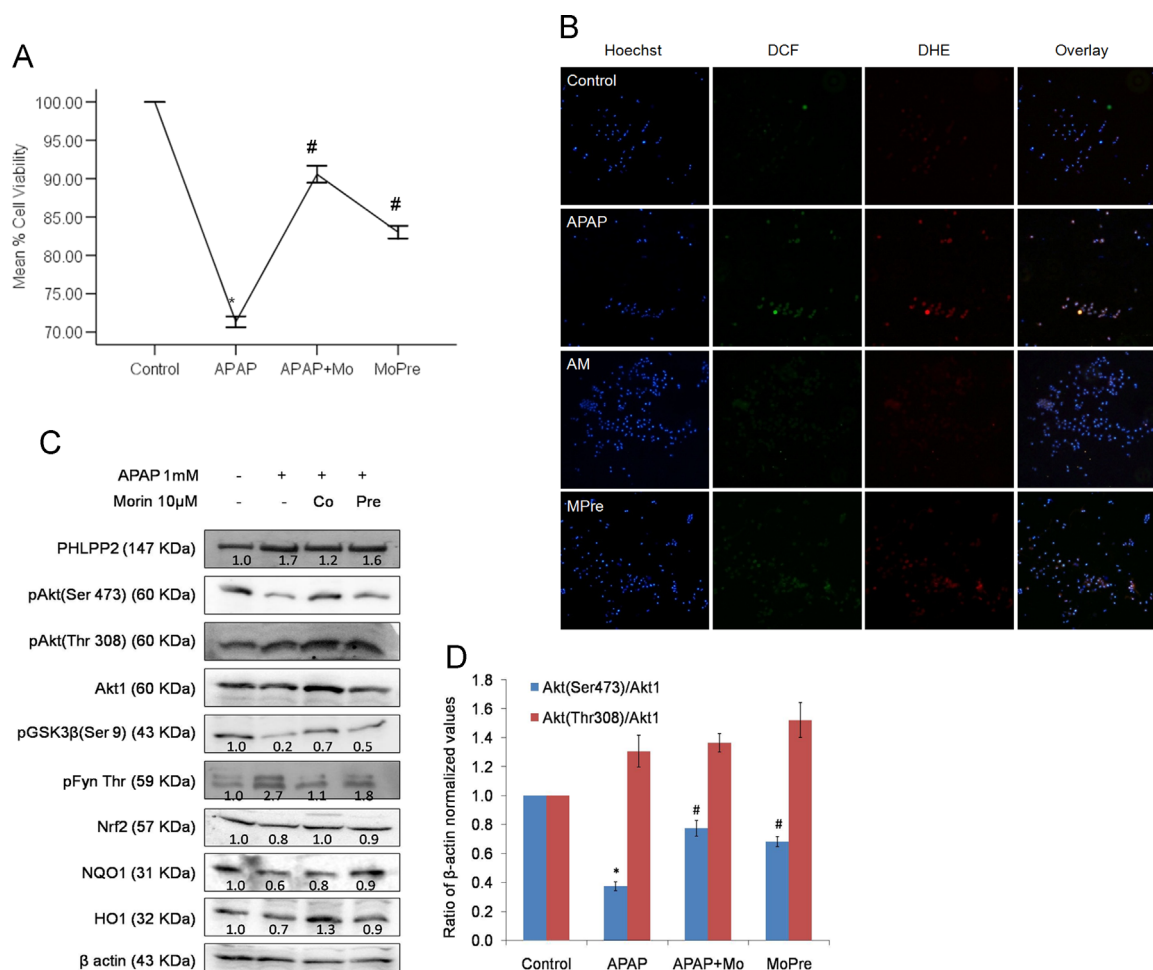 A
Mean % Cell Viability
100.00
95.00
90.00
85.00
80.00
75.00
70.00
*
#
#
Control APAP APAP+Mo MoPre
B
Hoechst DCF DHE Overlay
Control
APAP
AM
MPre
C
APAP 1mM - + + +
Morin 10µM - - Co Pre
PHLPP2 (147 KDa)
1.0 1.7 1.2 1.6
pAkt(Ser 473) (60 KDa)
pAkt(Thr 308) (60 KDa)
Akt1 (60 KDa)
pGSK3β(Ser 9) (43 KDa)
1.0 0.2 0.7 0.5
pFyn Thr (59 KDa)
1.0 2.7 1.1 1.8
Nrf2 (57 KDa)
1.0 0.8 1.0 0.9
NQO1 (31 KDa)
1.0 0.6 0.8 0.9
HO1 (32 KDa)
1.0 0.7 1.3 0.9
β actin (43 KDa)
D
Ratio of β-actin normalized values
1.8
1.6
1.4
1.2
1.0
0.8
0.6
0.4
0.2
0.0
Akt(Ser473)/Akt1
Akt(Thr308)/Akt1
*
#
#
Control APAP APAP+Mo MoPre